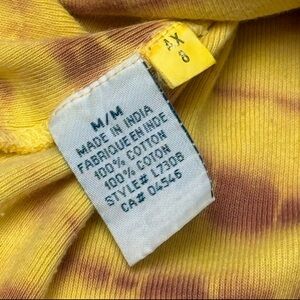 AX
8
M/M
MADE IN INDIA
FABRIQUE EN INDE
100% COTTON
100% COTON
STYLE# L7308
CA# 04546